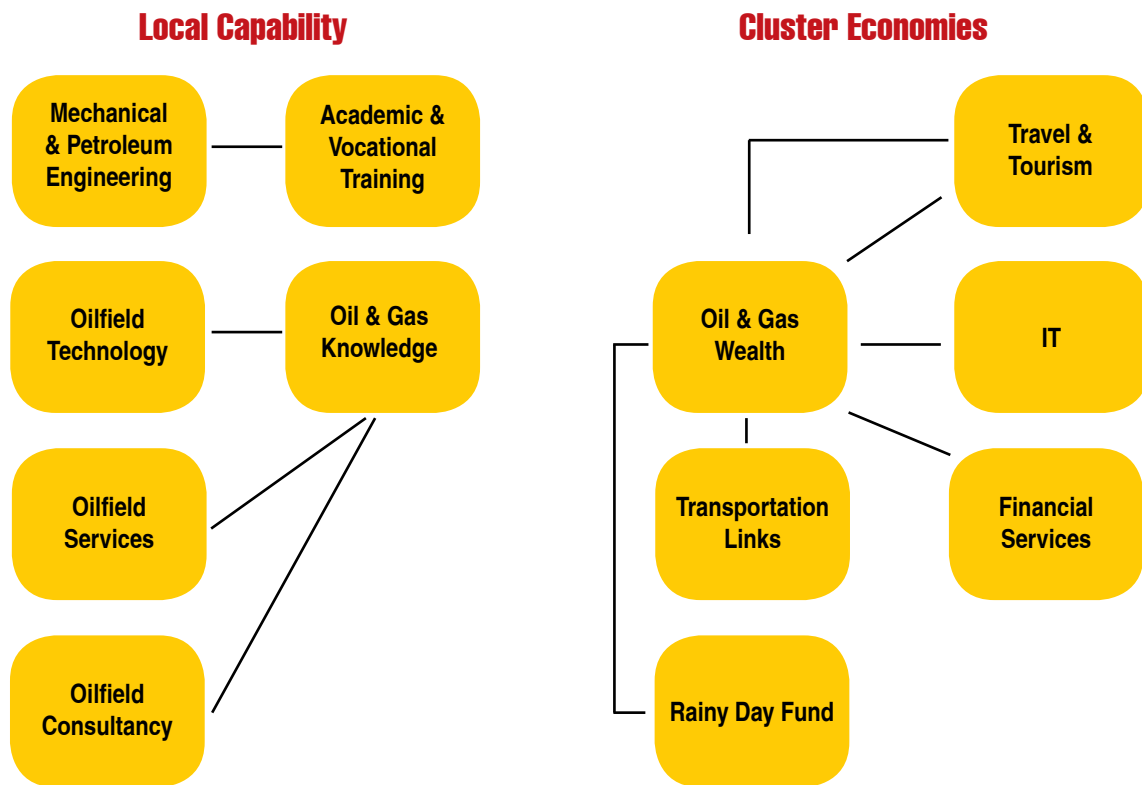 Local Capability
Mechanical
& Petroleum
Engineering
Academic &
Vocational
Training
Oilfield
Technology
Oil & Gas
Knowledge
Oilfield
Services
Oilfield
Consultancy
Cluster Economies
Travel &
Tourism
Oil & Gas
Wealth
IT
Transportation
Links
Financial
Services
Rainy Day Fund